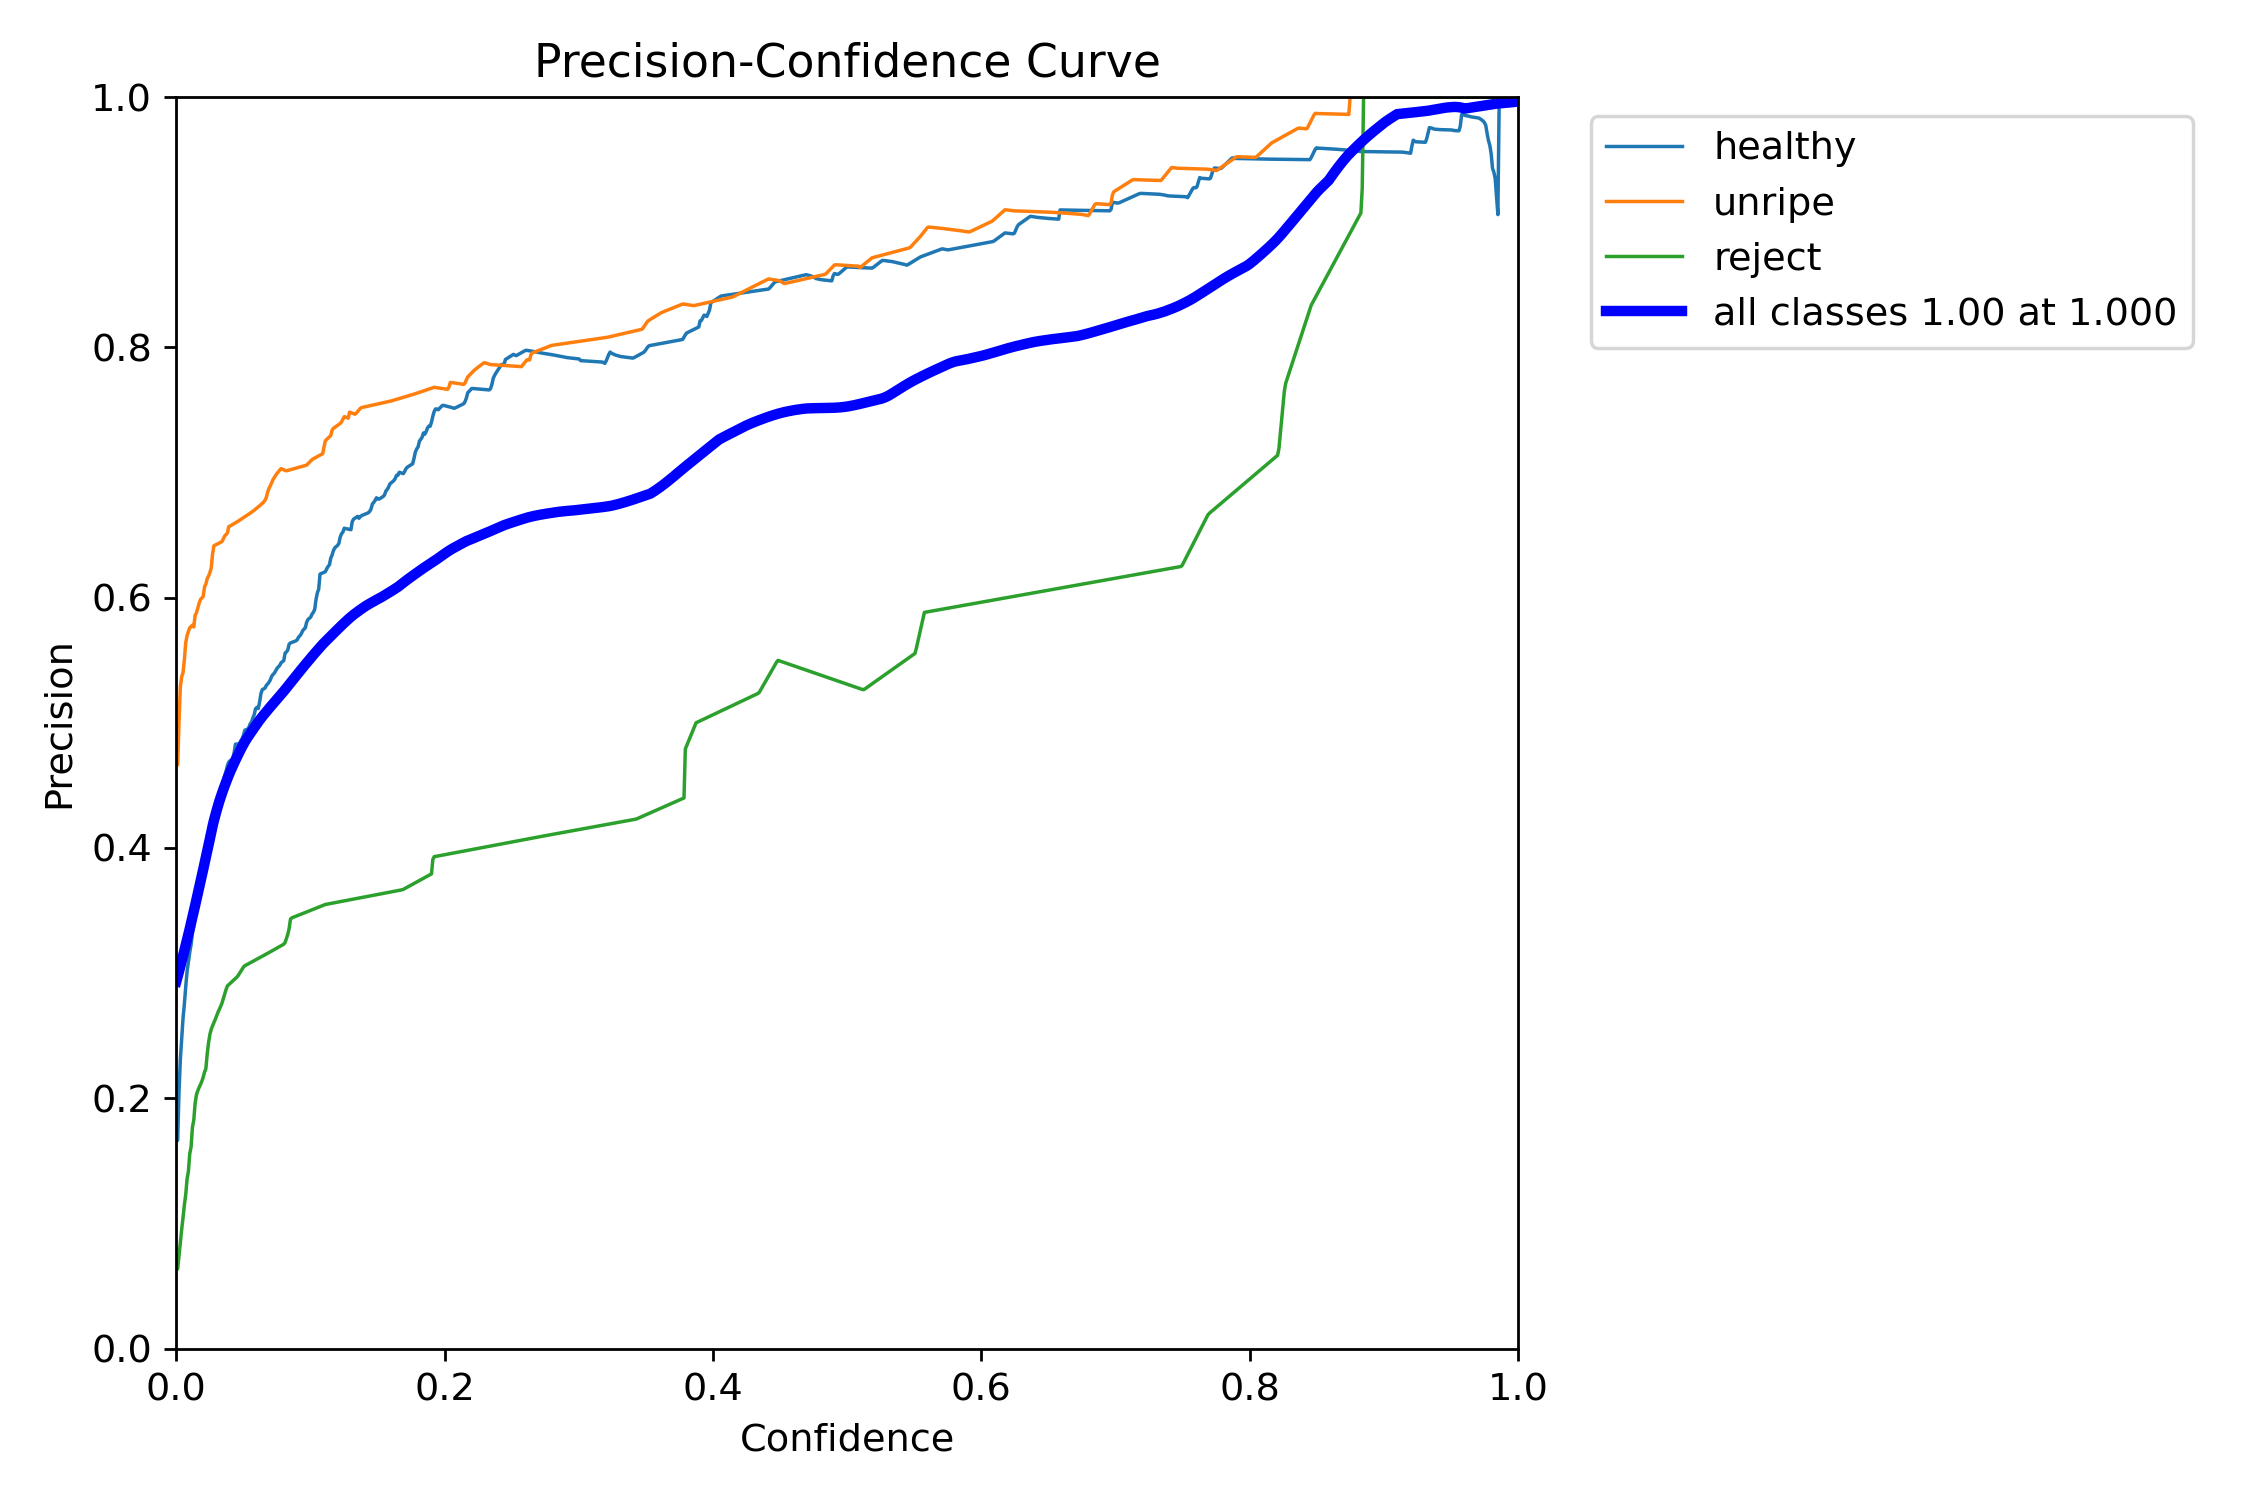 Precision-Confidence Curve
1.0
0.8
0.6
0.4
0.2
0.0
Precision
0.0 0.2 0.4 0.6 0.8 1.0
Confidence
healthy
unripe
reject
all classes 1.00 at 1.000